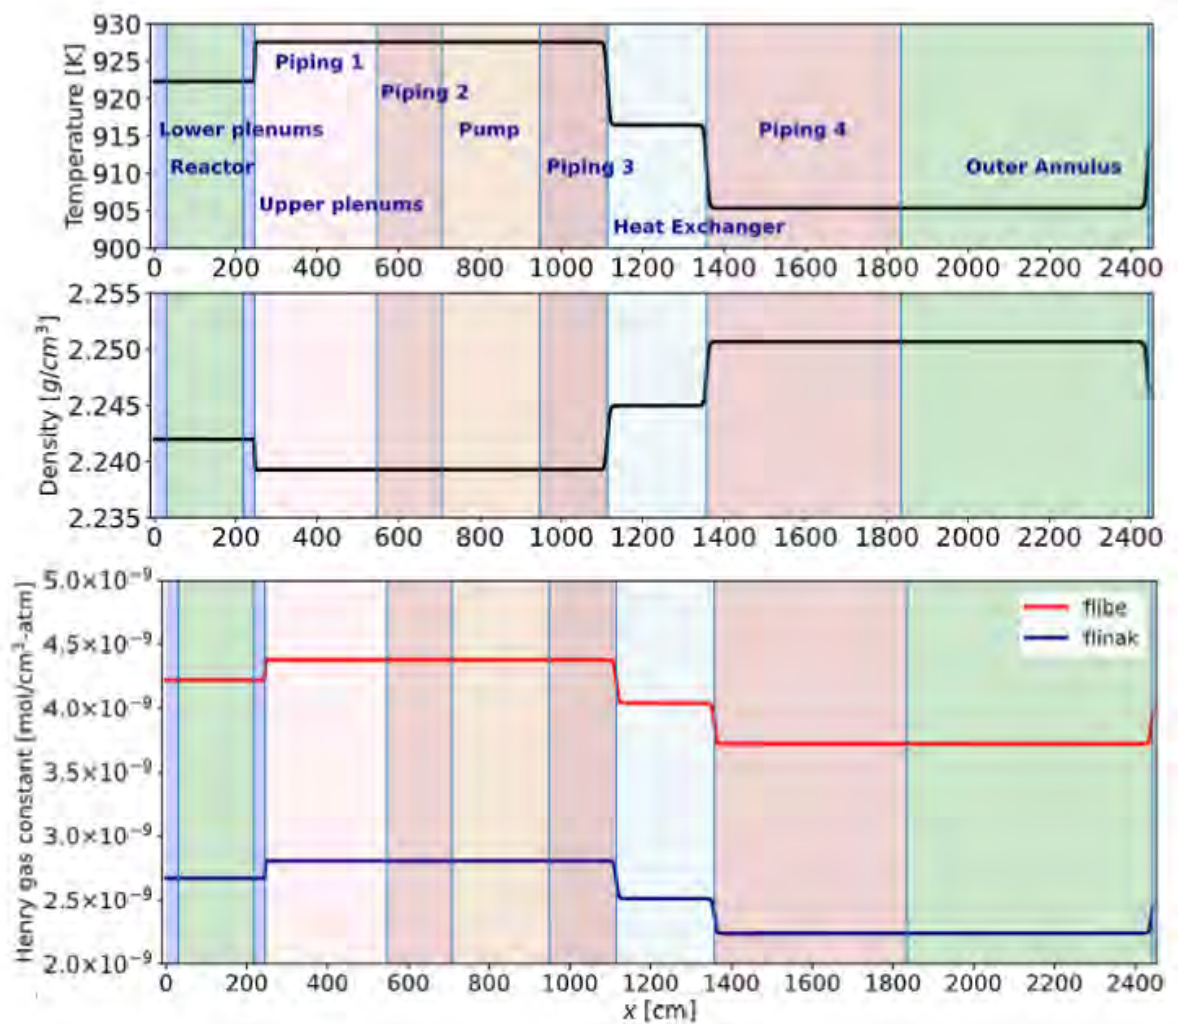 Temperature [K]
930
925
920
915
910
905
900
Piping 1
Piping 2
Lower plenums
Pump
Piping 4
Reactor
Piping 3
Outer Annulus
Upper plenums
Heat Exchanger
0 200 400 600 800 1000 1200 1400 1600 1800 2000 2200 2400
Density [g/cm³]
2.255
2.250
2.245
2.240
2.235
0 200 400 600 800 1000 1200 1400 1600 1800 2000 2200 2400
Henry gas constant [mol/cm³-atm]
5.0×10⁻⁹
4.5×10⁻⁹
4.0×10⁻⁹
3.5×10⁻⁹
3.0×10⁻⁹
2.5×10⁻⁹
2.0×10⁻⁹
flibe
flinak
0 200 400 600 800 1000 1200 1400 1600 1800 2000 2200 2400
x [cm]